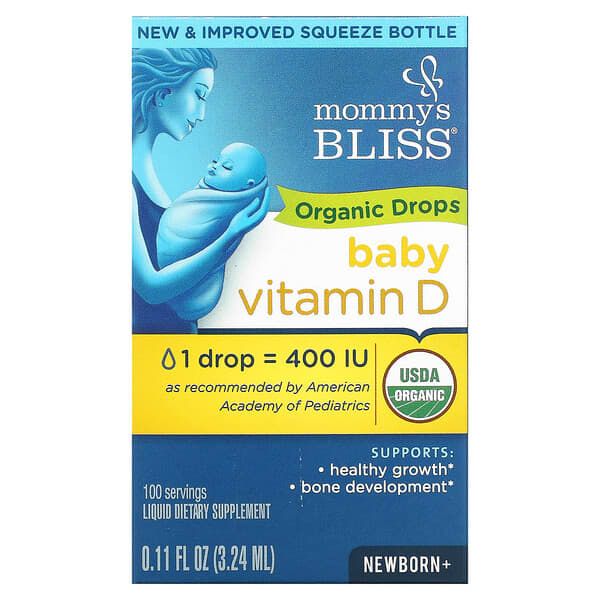 NEW & IMPROVED SQUEEZE BOTTLE
mommy's
BLISS®
Organic Drops
baby
vitamin D
1 drop = 400 IU
as recommended by American
Academy of Pediatrics
USDA
ORGANIC
SUPPORTS:
• healthy growth*
• bone development*
100 servings
LIQUID DIETARY SUPPLEMENT
0.11 FL OZ (3.24 ML)
NEWBORN+